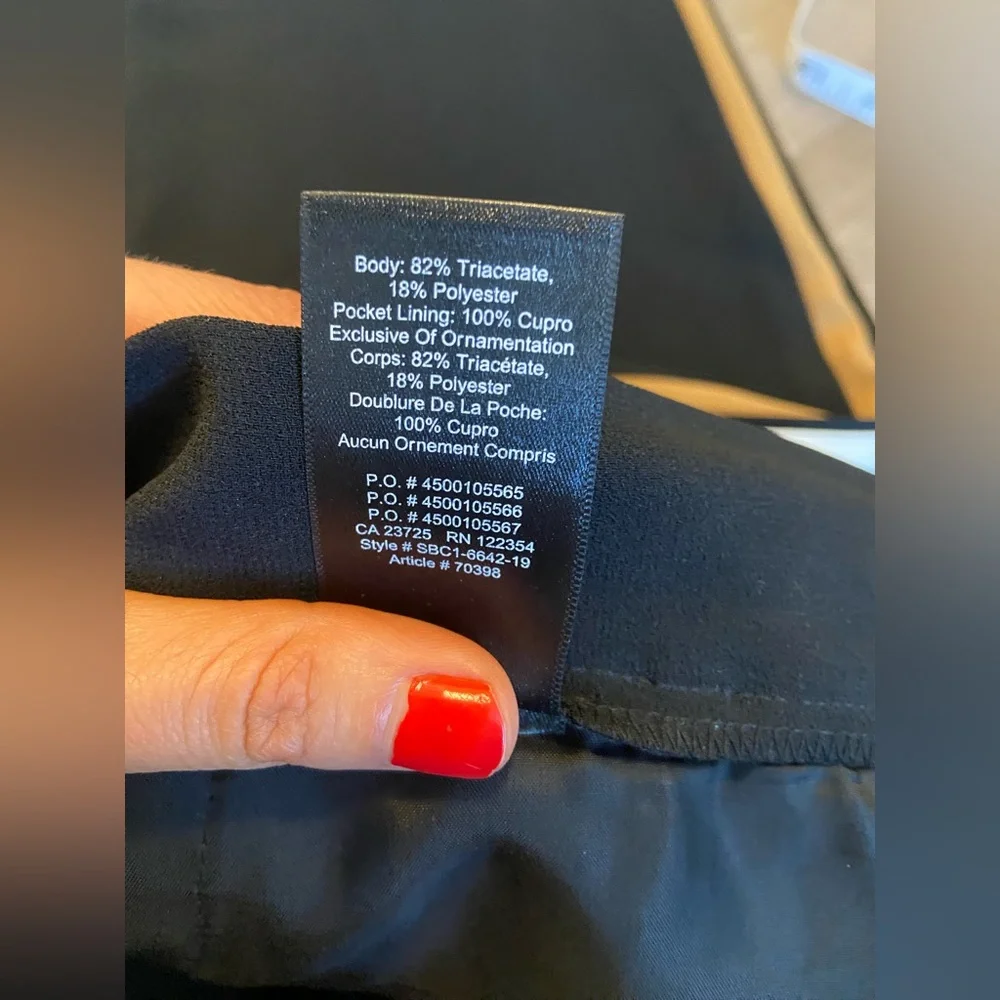 Body: 82% Triacetate,
18% Polyester
Pocket Lining: 100% Cupro
Exclusive Of Ornamentation
Corps: 82% Triacétate,
18% Polyester
Doublure De La Poche:
100% Cupro
Aucun Ornement Compris
P.O. # 4500105565
P.O. # 4500105566
P.O. # 4500105567
CA 23725 RN 122354
Style # SBC1-6642-19
Article # 70398